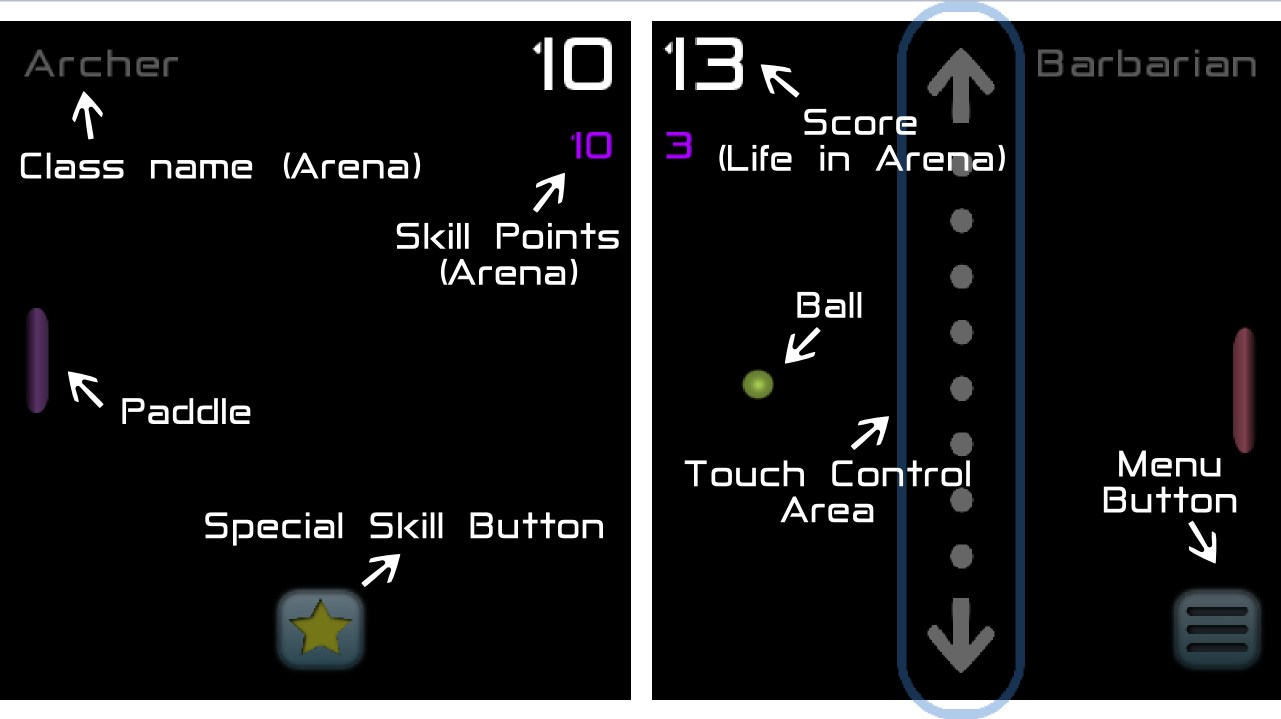 Archer
10
Class name (Arena)
10
Skill Points
(Arena)
Paddle
Special Skill Button
13
Barbarian
Score
3
(Life in Arena)
Ball
Touch Control
Area
Menu
Button